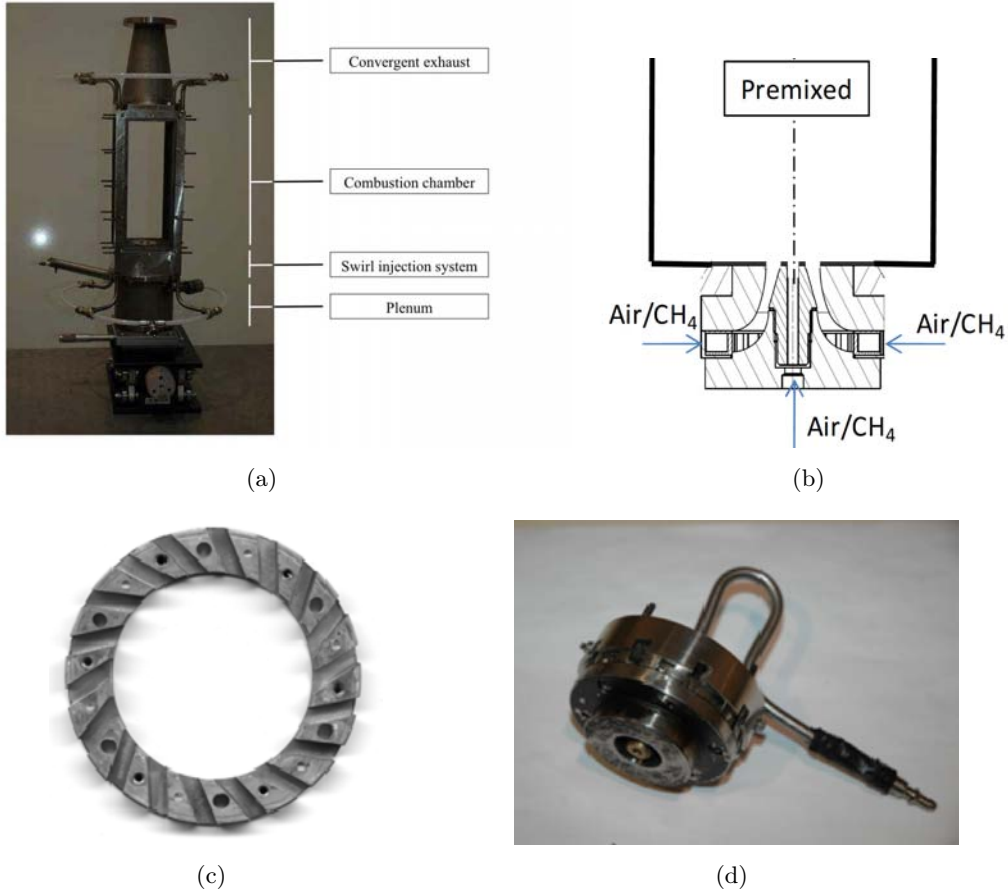 Convergent exhaust
Combustion chamber
Swirl injection system
Plenum
(a)
Premixed
Air/CH₄
Air/CH₄
Air/CH₄
(b)
(c)
(d)